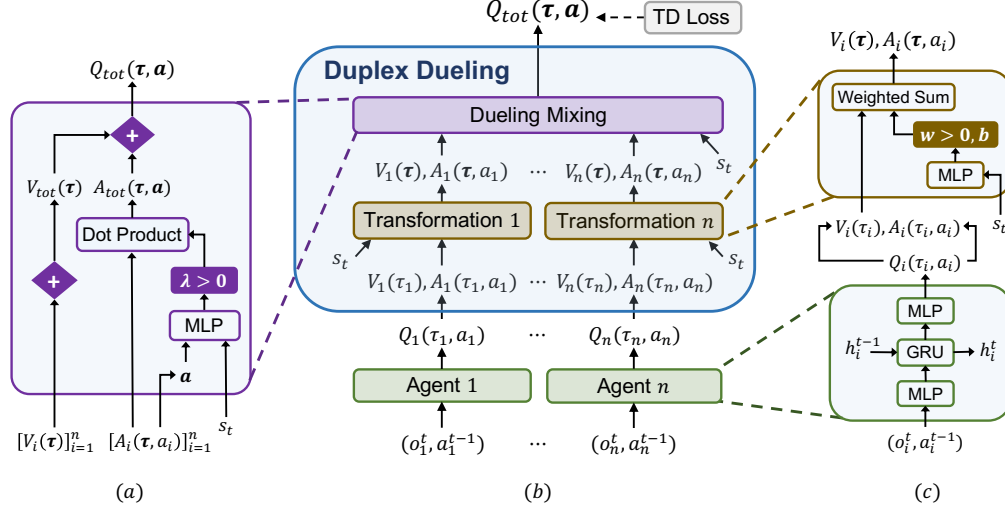 Q_tot(τ, a)
+
V_tot(τ) A_tot(τ, a)
Dot Product
+
λ > 0
MLP
a
[V_i(τ)]_{i=1}^n [A_i(τ, a_i)]_{i=1}^n s_t
(a)
Q_tot(τ, a) TD Loss
Duplex Dueling
Dueling Mixing
s_t
V_1(τ), A_1(τ, a_1) ⋯ V_n(τ), A_n(τ, a_n)
Transformation 1 Transformation n
s_t s_t
V_1(τ_1), A_1(τ_1, a_1) ⋯ V_n(τ_n), A_n(τ_n, a_n)
Q_1(τ_1, a_1) ⋯ Q_n(τ_n, a_n)
Agent 1 Agent n
(o_1^t, a_1^{t-1}) ⋯ (o_n^t, a_n^{t-1})
(b)
V_i(τ), A_i(τ, a_i)
Weighted Sum
w > 0, b
MLP
V_i(τ_i), A_i(τ_i, a_i) s_t
Q_i(τ_i, a_i)
MLP
h_i^{t-1} GRU h_i^t
MLP
(o_i^t, a_i^{t-1})
(c)